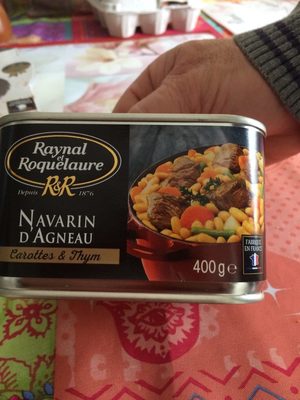 Raynal
et
Roquelaure
Depuis R&R 1876
NAVARIN
D'AGNEAU
Carottes & Thym
400g e
FABRIQUÉ
EN FRANCE